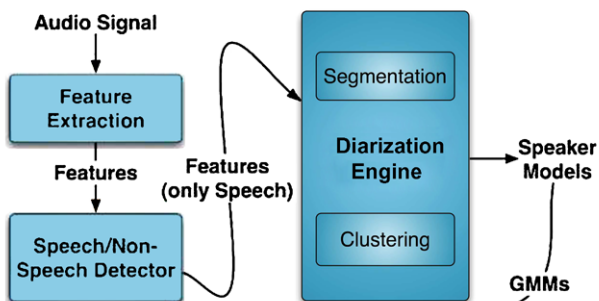 Audio Signal
Feature
Extraction
Features
Speech/Non-
Speech Detector
Features
(only Speech)
Segmentation
Diarization
Engine
Clustering
Speaker
Models
GMMs